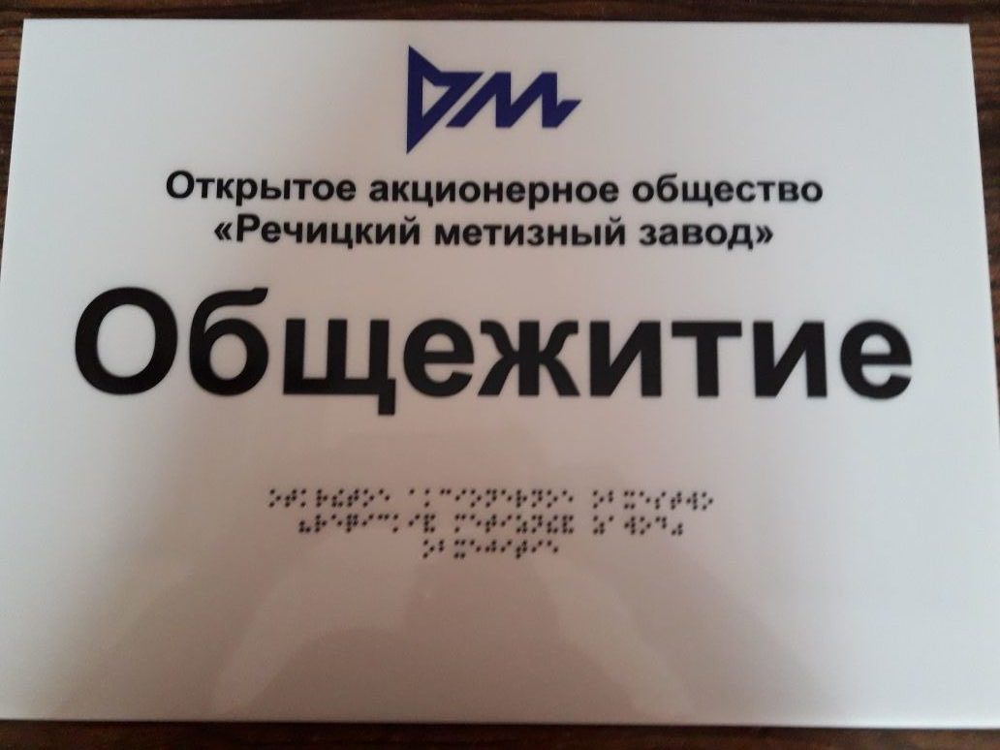 Открытое акционерное общество
«Речицкий метизный завод»
Общежитие
⠕⠞⠅⠗⠮⠞⠕⠑ ⠁⠅⠉⠊⠕⠝⠑⠗⠝⠕⠑ ⠕⠃⠭⠑⠎⠞⠺⠕
⠦⠗⠑⠟⠊⠉⠅⠊⠯ ⠍⠑⠞⠊⠵⠝⠮⠯ ⠵⠁⠺⠕⠙⠴
⠕⠃⠭⠑⠚⠊⠞⠊⠑